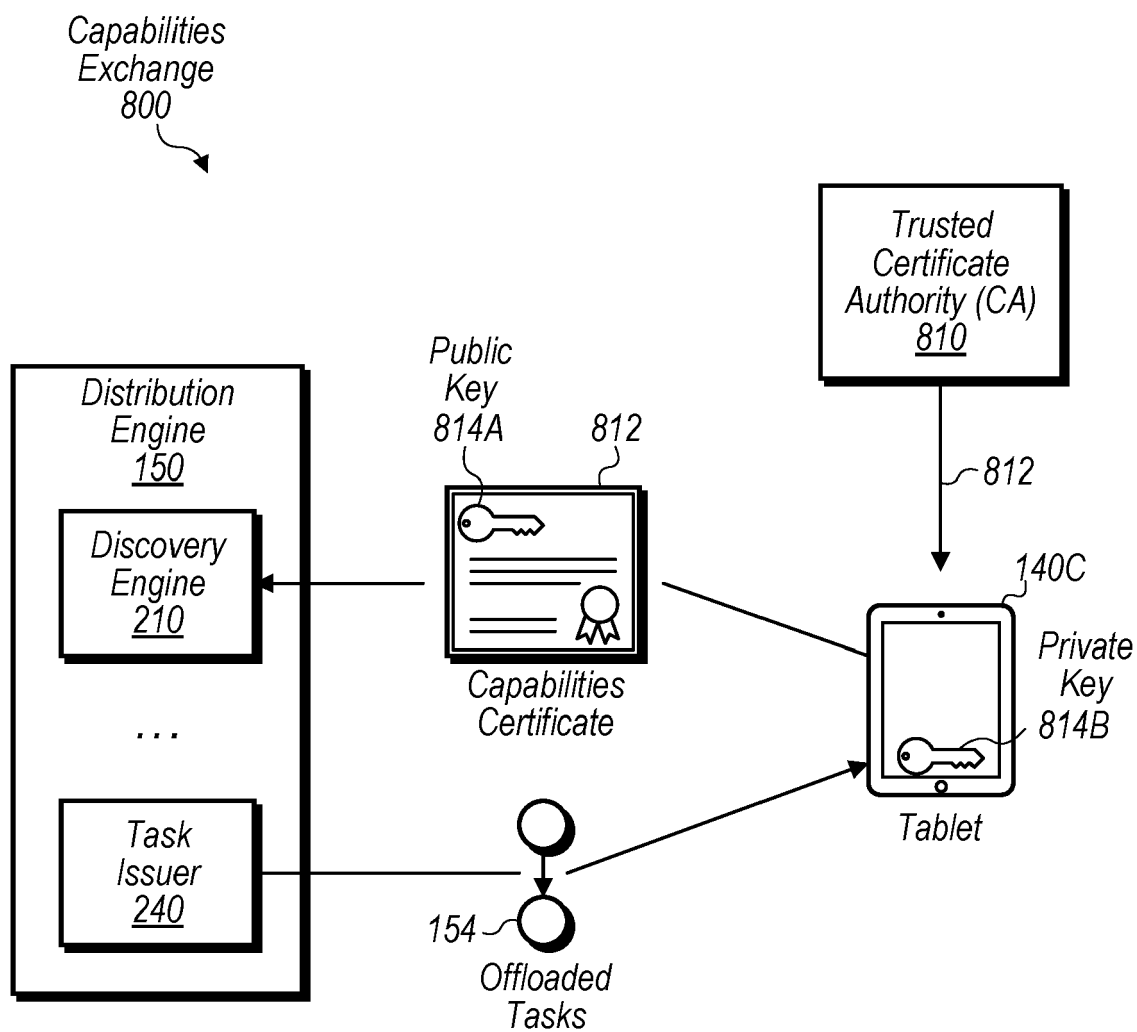 Capabilities
Exchange
800
Trusted
Certificate
Authority (CA)
810
Public
Key
814A
812
Distribution
Engine
150
812
Discovery
Engine
210
140C
Private
Key
814B
Capabilities
Certificate
...
Tablet
Task
Issuer
240
154
Offloaded
Tasks